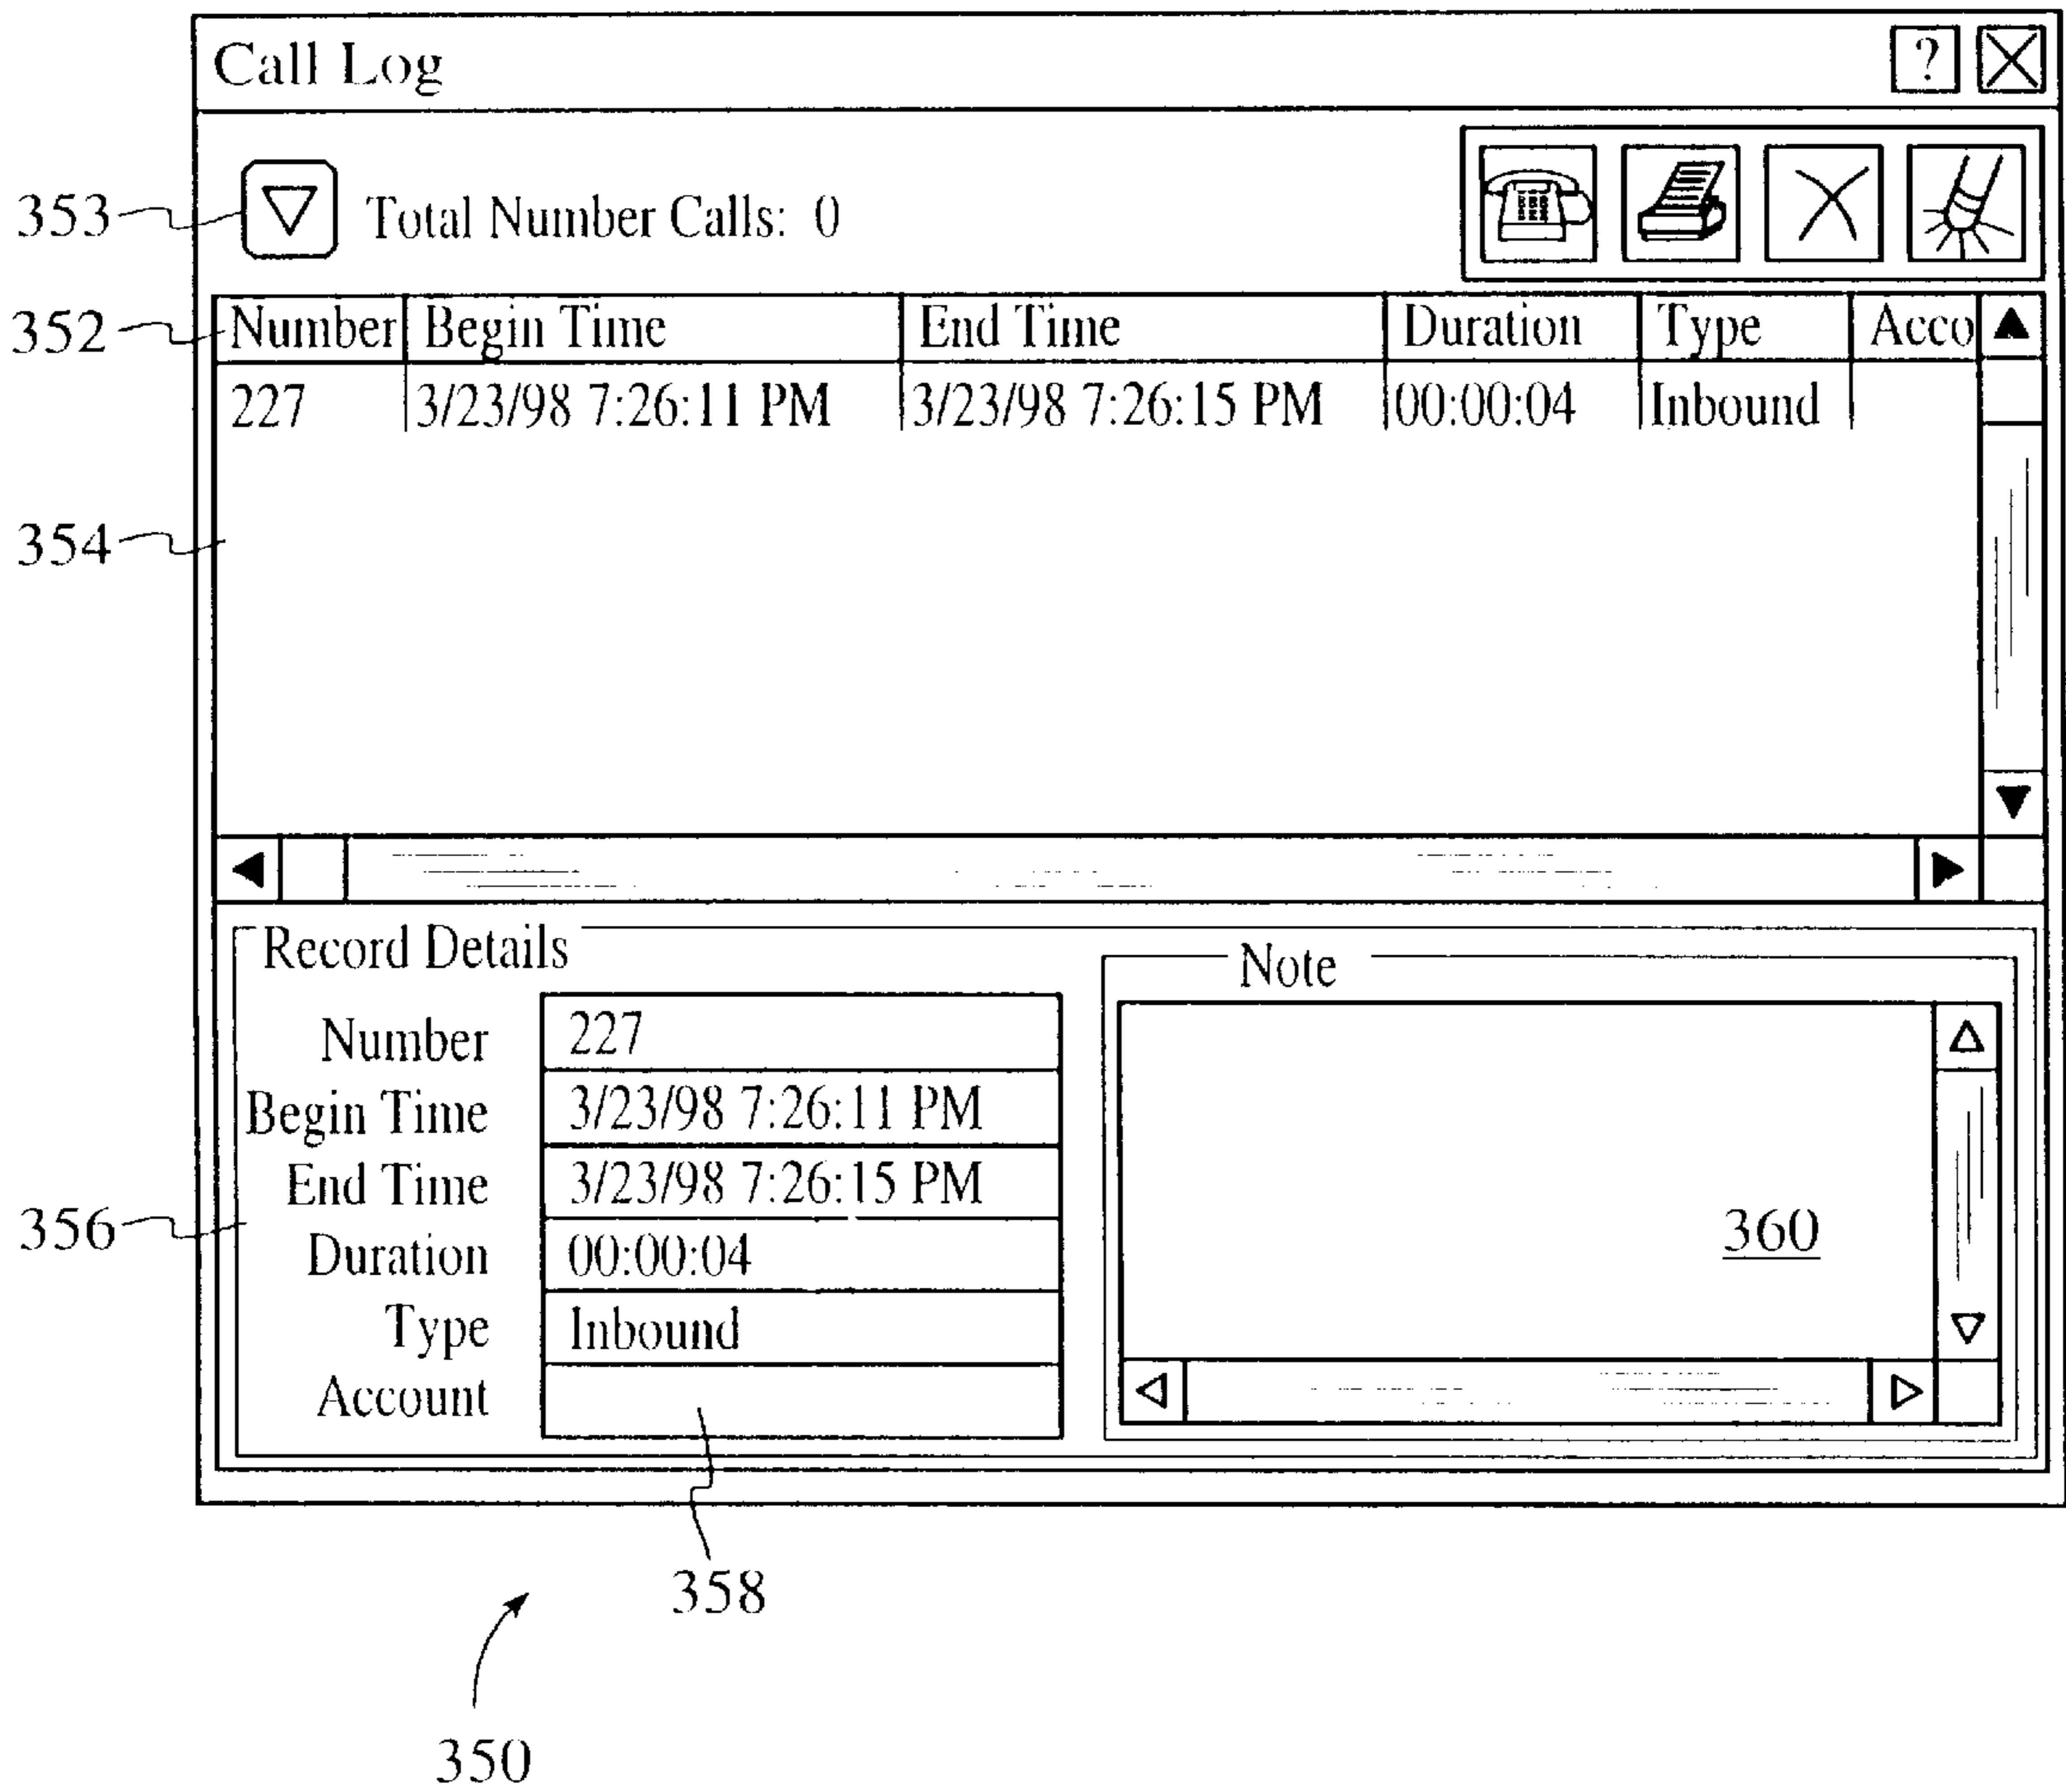 Call Log ?
353 Total Number Calls: 0
352 Number Begin Time End Time Duration Type Acco
227 3/23/98 7:26:11 PM 3/23/98 7:26:15 PM 00:00:04 Inbound
354
Record Details
Note
Number 227
Begin Time 3/23/98 7:26:11 PM
End Time 3/23/98 7:26:15 PM
356
360
Duration 00:00:04
Type Inbound
Account
358
350